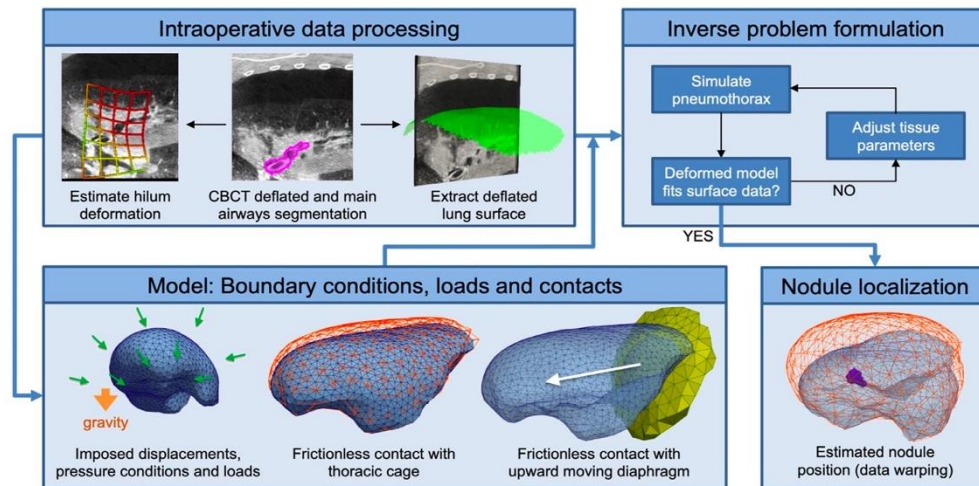 Intraoperative data processing
Estimate hilum
deformation
CBCT deflated and main
airways segmentation
Extract deflated
lung surface
Inverse problem formulation
Simulate
pneumothorax
Adjust tissue
parameters
Deformed model
fits surface data?
NO
YES
Model: Boundary conditions, loads and contacts
gravity
Imposed displacements,
pressure conditions and loads
Frictionless contact with
thoracic cage
Frictionless contact with
upward moving diaphragm
Nodule localization
Estimated nodule
position (data warping)